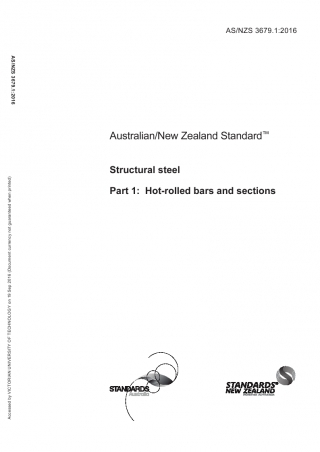 AS/NZS 3679.1:2016
AS/NZS 3679.1:2016
Australian/New Zealand Standard™
Structural steel
Part 1: Hot-rolled bars and sections
Accessed by VICTORIAN UNIVERSITY OF TECHNOLOGY on 16 Sep 2016 (Document currency not guaranteed when printed)
STANDARDS
Australia
STANDARDS
NEW ZEALAND